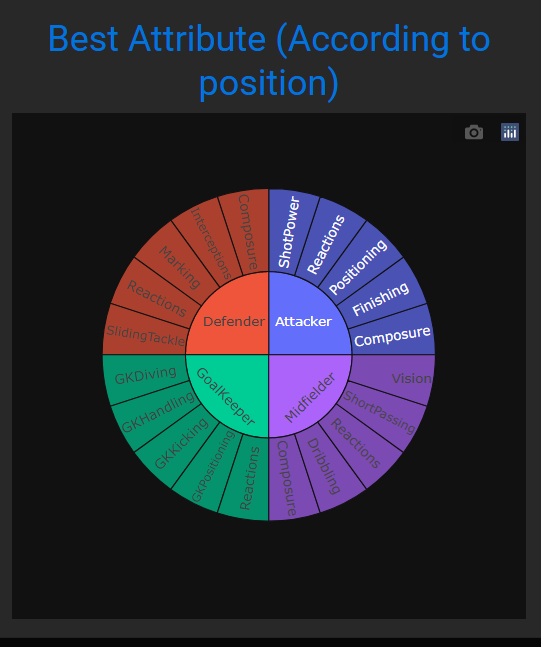 Best Attribute (According to
position)
Composure
Interceptions
Marking
Reactions
SlidingTackle
Defender
ShotPower
Reactions
Positioning
Finishing
Composure
Attacker
GKDiving
GKHandling
GKKicking
GKPositioning
Reactions
GoalKeeper
Vision
ShortPassing
Reactions
Dribbling
Composure
Midfielder